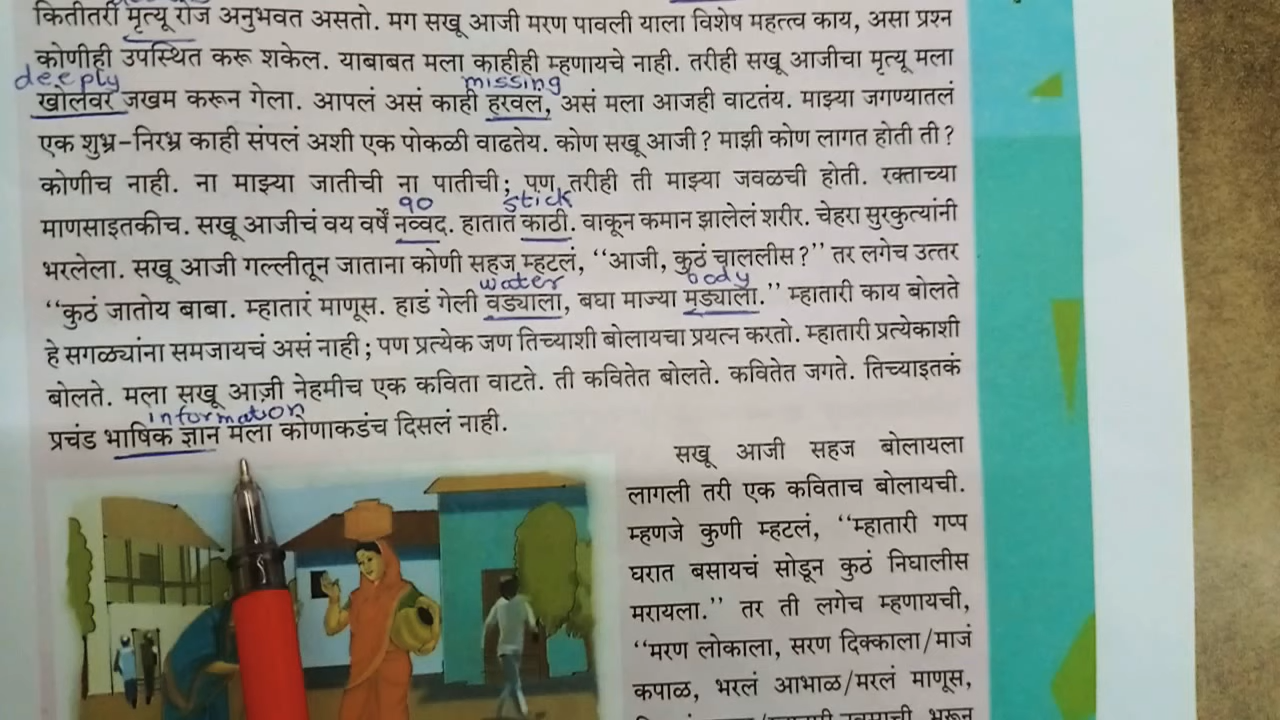 कितीतरी मृत्यू रोज अनुभवत असतो. मग सखू आजी मरण पावली याला विशेष महत्त्व काय, असा प्रश्न
कोणीही उपस्थित करू शकेल. याबाबत मला काहीही म्हणायचे नाही. तरीही सखू आजीचा मृत्यू मला
deeply missing
खोलवर जखम करून गेला. आपलं असं काही हरवलं, असं मला आजही वाटतंय. माझ्या जगण्यातलं
एक शुभ्र-निरभ्र काही संपलं अशी एक पोकळी वाढतेय. कोण सखू आजी? माझी कोण लागत होती ती?
कोणीच नाही. ना माझ्या जातीची ना पातीची; पण तरीही ती माझ्या जवळची होती. रक्ताच्या
९० stick
माणसाइतकीच. सखू आजीचं वय वर्षे नव्वद. हातात काठी. वाकून कमान झालेलं शरीर. चेहरा सुरकुत्यांनी
भरलेला. सखू आजी गल्लीतून जाताना कोणी सहज म्हटलं, “आजी, कुठं चाललीस?” तर लगेच उत्तर
water body
“कुठं जातोय बाबा. म्हातारं माणूस. हाडं गेली वड्याला, बघा माज्या मड्याला.” म्हातारी काय बोलते
हे सगळ्यांना समजायचं असं नाही; पण प्रत्येक जण तिच्याशी बोलायचा प्रयत्न करतो. म्हातारी प्रत्येकाशी
बोलते. मला सखू आजी नेहमीच एक कविता वाटते. ती कवितेत बोलते. कवितेत जगते. तिच्याइतकं
information
प्रचंड भाषिक ज्ञान मला कोणाकडंच दिसलं नाही.
सखू आजी सहज बोलायला
लागली तरी एक कविताच बोलायची.
म्हणजे कुणी म्हटलं, “म्हातारी गप्प
घरात बसायचं सोडून कुठं निघालीस
मरायला.” तर ती लगेच म्हणायची,
“मरण लोकाला, सरण दिक्काला/माजं
कपाळ, भरलं आभाळ/मरलं माणूस,